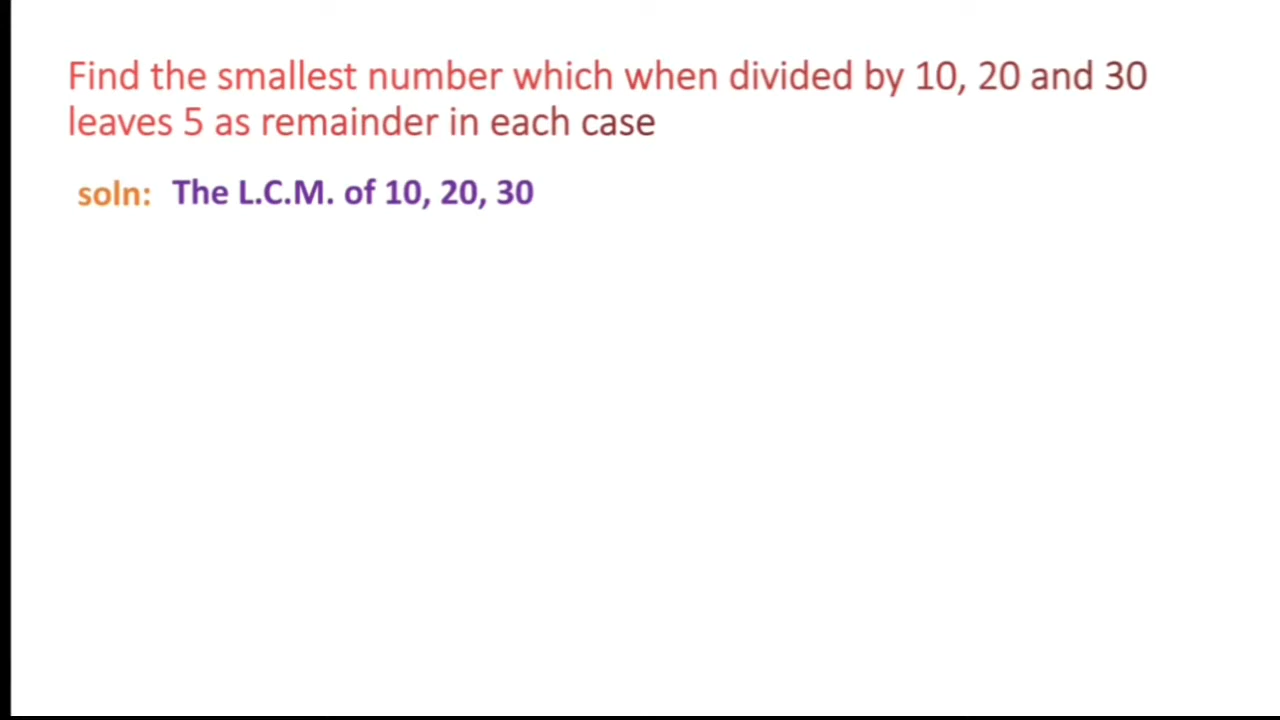 Find the smallest number which when divided by 10, 20 and 30
leaves 5 as remainder in each case
soln: The L.C.M. of 10, 20, 30